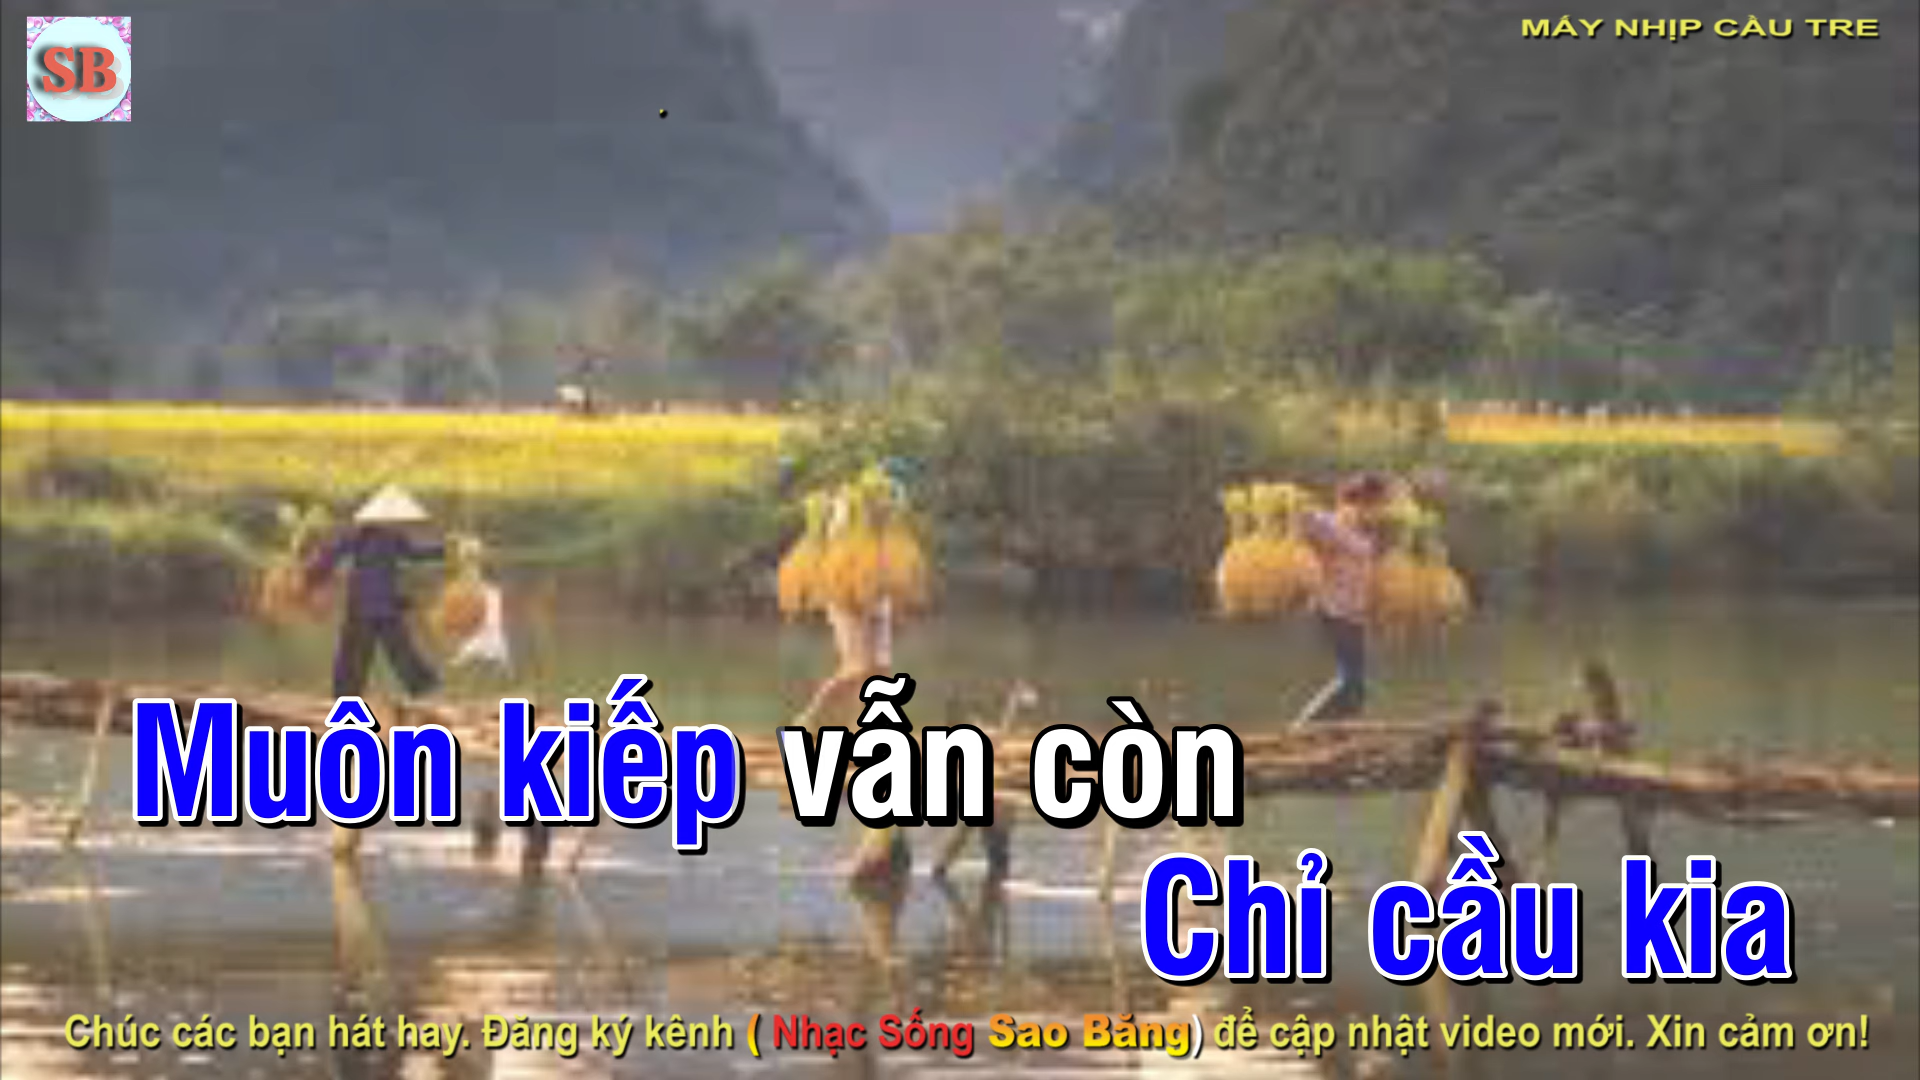 SB
MÁY NHỊP CẦU TRE
Muôn kiếp vẫn còn
Chỉ cầu kia
Chúc các bạn hát hay. Đăng ký kênh ( Nhạc Sống Sao Băng) để cập nhật video mới. Xin cảm ơn!